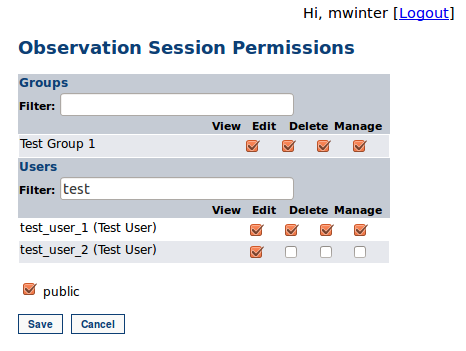 Hi, mwinter [Logout]
Observation Session Permissions
Groups
Filter:
View Edit Delete Manage
Test Group 1
Users
Filter: test
View Edit Delete Manage
test_user_1 (Test User)
test_user_2 (Test User)
public
Save Cancel